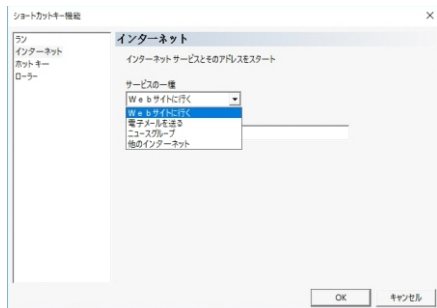 ショートカットキー機能
ラン
インターネット
ホットキー
ローラー
インターネット
インターネット サービスとそのアドレスをスタート
サービスの一種
Ｗｅｂサイトに行く
Ｗｅｂサイトに行く
電子メールを送る
ニュースグループ
他のインターネット
OK
キャンセル